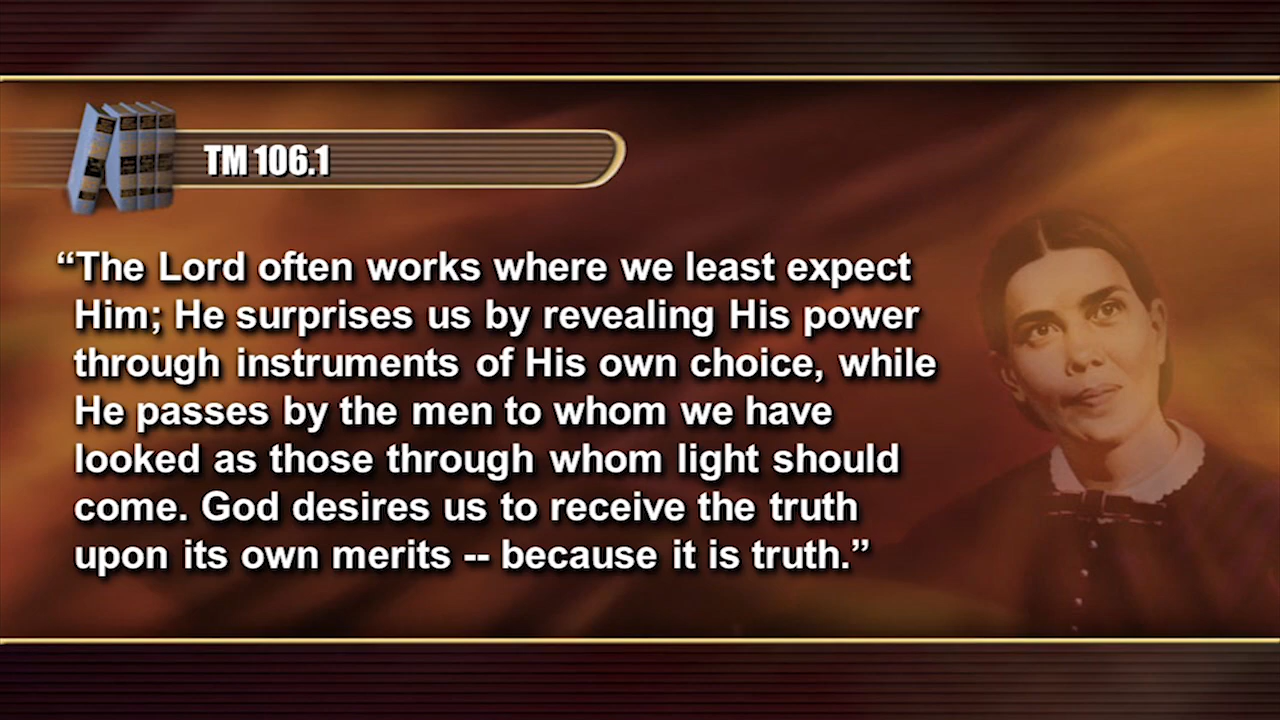 TM 106.1
“The Lord often works where we least expect
Him; He surprises us by revealing His power
through instruments of His own choice, while
He passes by the men to whom we have
looked as those through whom light should
come. God desires us to receive the truth
upon its own merits -- because it is truth.”